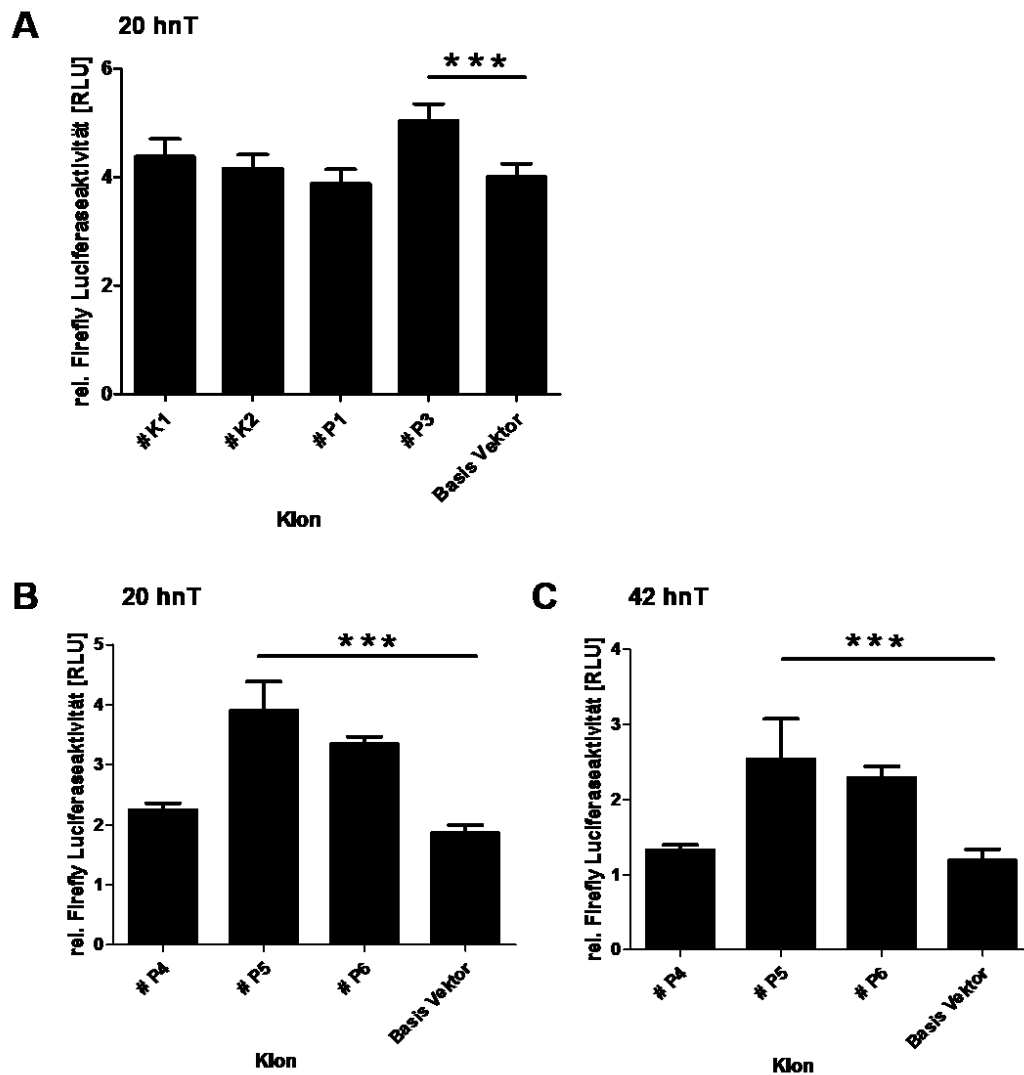 A
20 hnT
rel. Firefly Luciferaseaktivität [RLU]
6
4
2
0
***
#K1
#K2
#P1
#P3
Basis Vektor
Klon
B
20 hnT
rel. Firefly Luciferaseaktivität [RLU]
5
4
3
2
1
0
***
# P4
# P5
# P6
Basis Vektor
Klon
C
42 hnT
rel. Firefly Luciferaseaktivität [RLU]
4
3
2
1
0
***
# P4
# P5
# P6
Basis Vektor
Klon